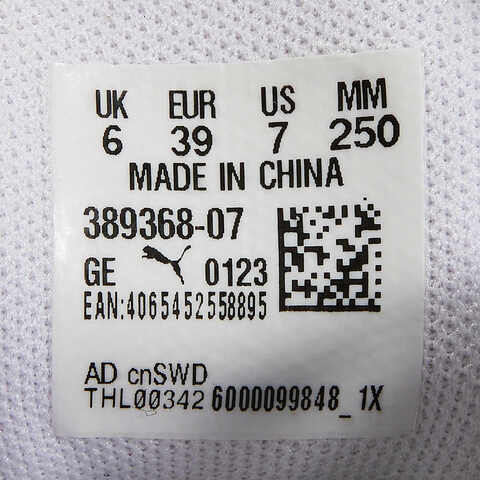 UK EUR US MM
6 39 7 250
MADE IN CHINA
389368-07
GE 0123
EAN:4065452558895
AD cnSWD
THL00342 6000099848_1X